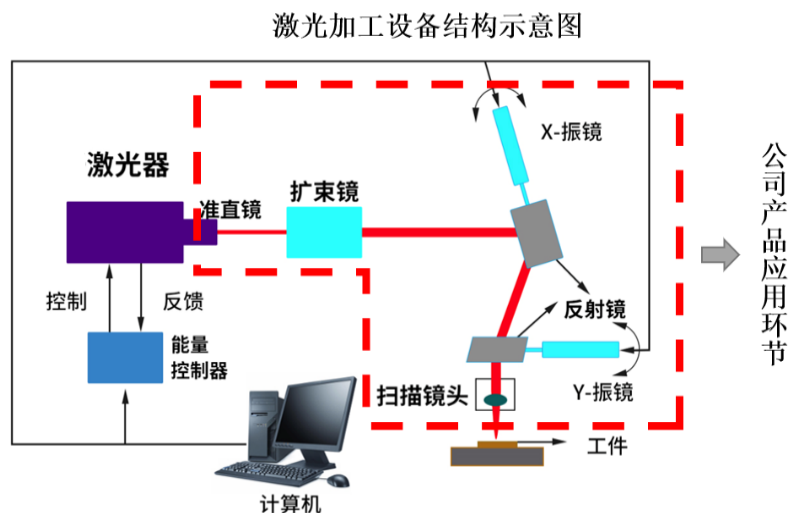 激光加工设备结构示意图
X-振镜
激光器
准直镜
扩束镜
公司产品应用环节
控制
反馈
反射镜
能量
控制器
扫描镜头
Y-振镜
工件
计算机